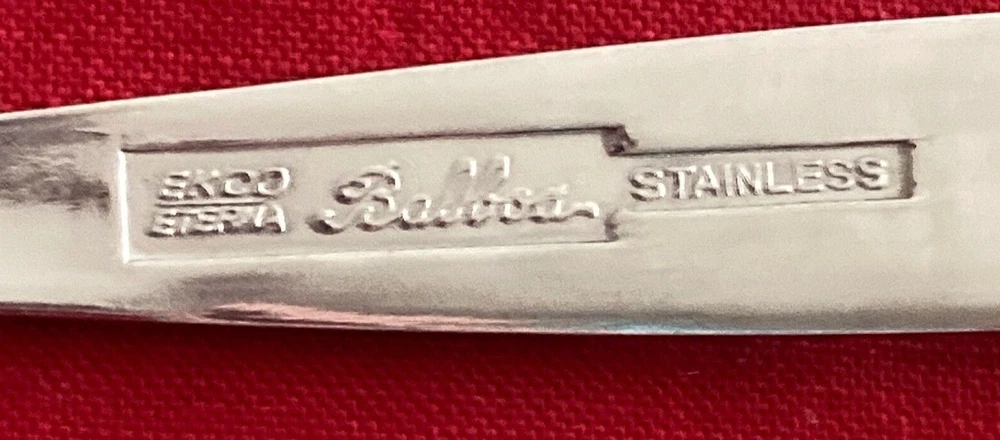 EKCO
ETERNA
Balboa
STAINLESS